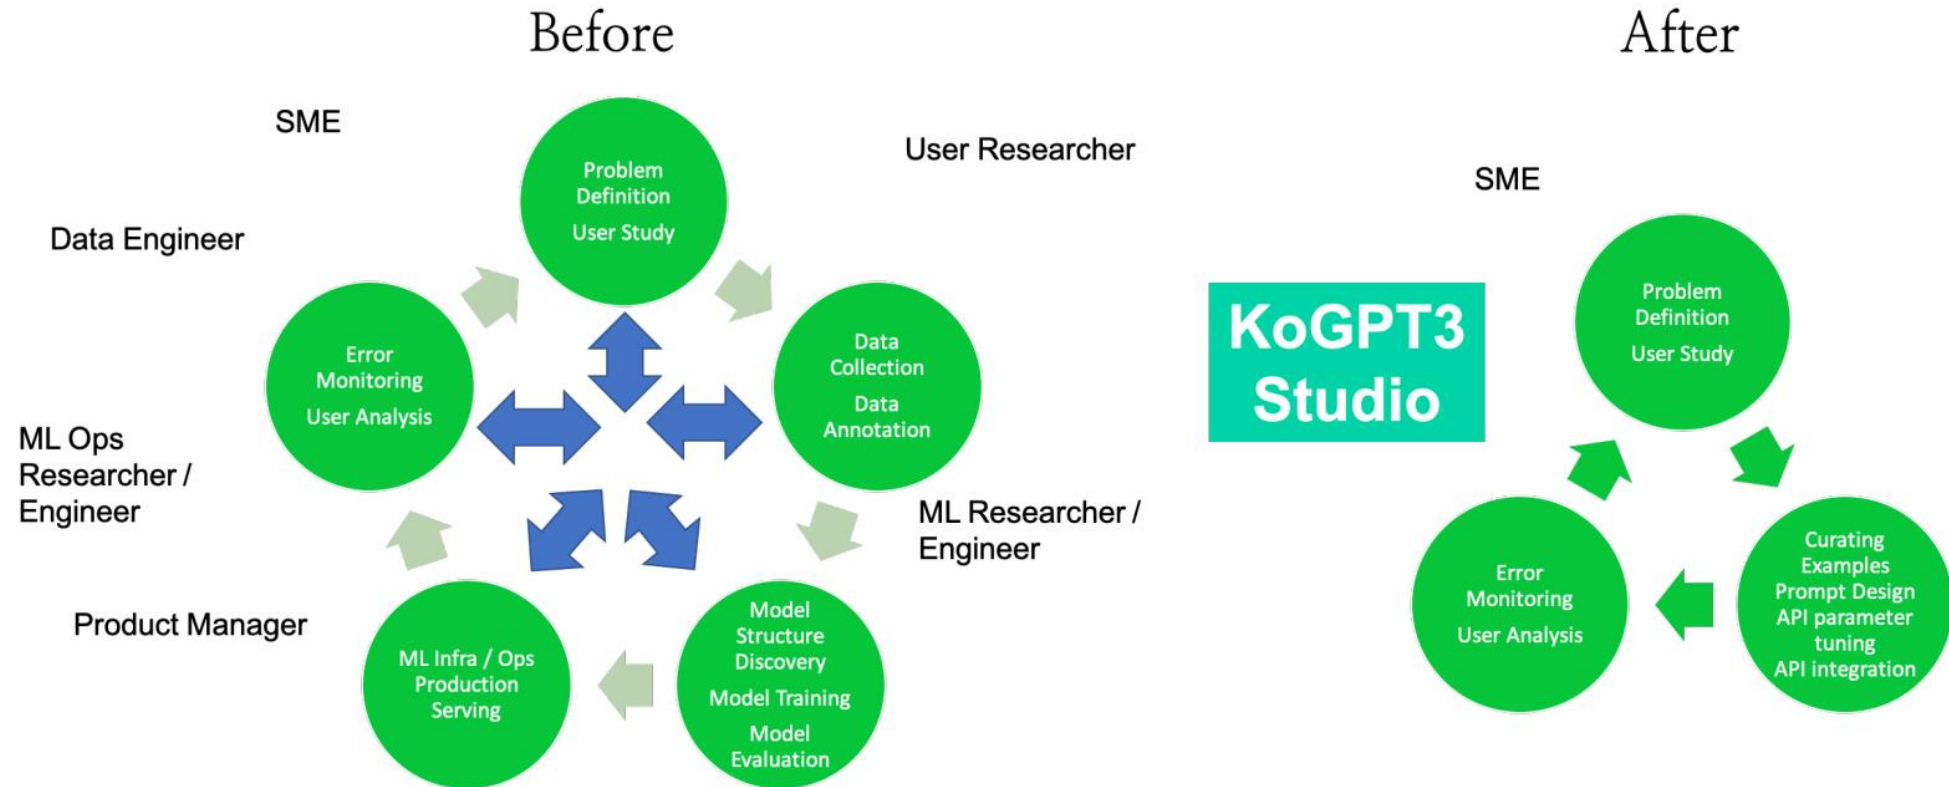 Before
SME
User Researcher
Data Engineer
Problem
Definition
User Study
Data
Collection
Data
Annotation
Error
Monitoring
User Analysis
ML Ops
Researcher /
Engineer
ML Researcher /
Engineer
Product Manager
Model
Structure
Discovery
Model Training
Model
Evaluation
ML Infra / Ops
Production
Serving
After
SME
KoGPT3
Studio
Problem
Definition
User Study
Curating
Examples
Prompt Design
API parameter
tuning
API integration
Error
Monitoring
User Analysis